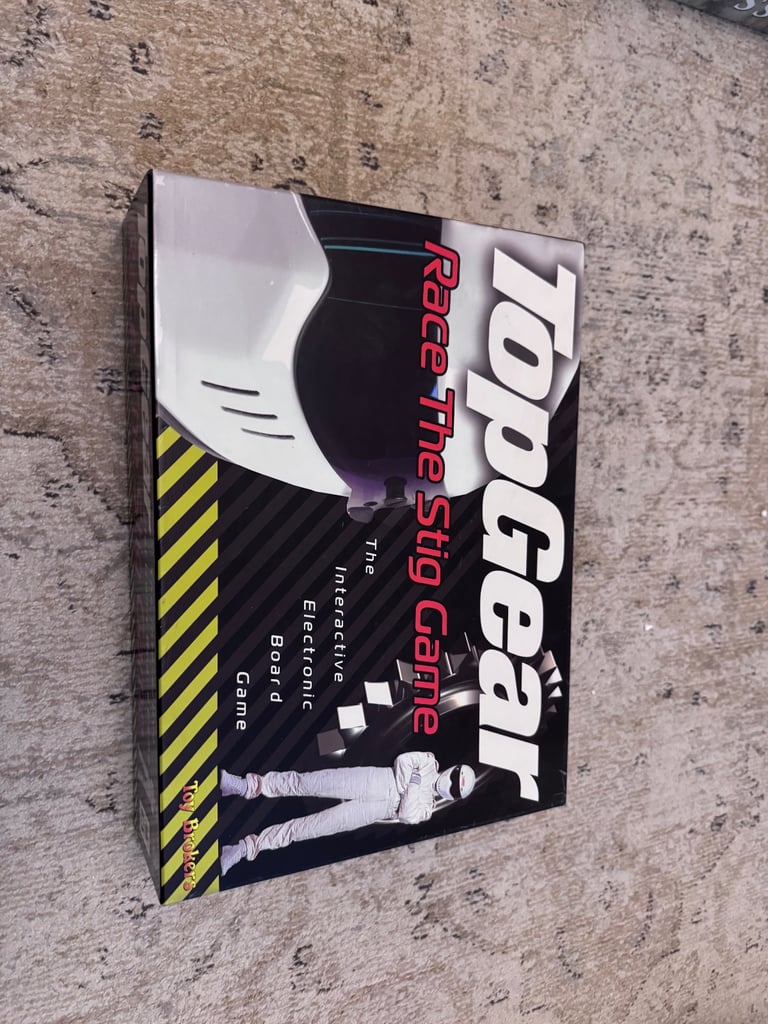 TopGear
Race The Stig Game
The
Interactive
Electronic
Board
Game
Toy Brokers